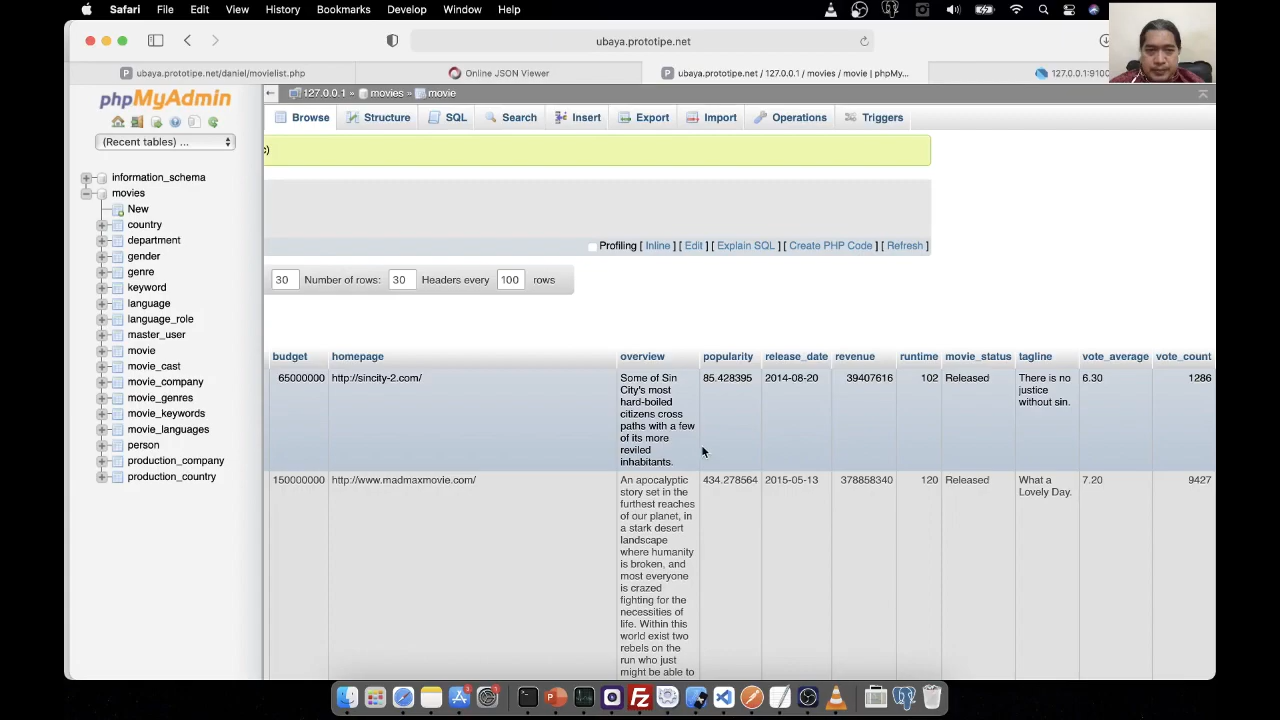 Safari File Edit View History Bookmarks Develop Window Help
ubaya.prototipe.net
ubaya.prototipe.net/daniel/movielist.php
Online JSON Viewer
ubaya.prototipe.net / 127.0.0.1 / movies / movie | phpMy...
127.0.0.1:9100
phpMyAdmin
(Recent tables) ...
information_schema
movies
New
country
department
gender
genre
keyword
language
language_role
master_user
movie
movie_cast
movie_company
movie_genres
movie_keywords
movie_languages
person
production_company
production_country
127.0.0.1 » movies » movie
Browse Structure SQL Search Insert Export Import Operations Triggers
c)
Profiling [ Inline ] [ Edit ] [ Explain SQL ] [ Create PHP Code ] [ Refresh ]
30 Number of rows: 30 Headers every 100 rows
budget homepage overview popularity release_date revenue runtime movie_status tagline vote_average vote_count
65000000 http://sincity-2.com/ Some of Sin 85.428395 2014-08-20 39407616 102 Released There is no 6.30 1286
City's most justice
hard-boiled without sin.
citizens cross
paths with a few
of its more
reviled
inhabitants.
150000000 http://www.madmaxmovie.com/ An apocalyptic 434.278564 2015-05-13 378858340 120 Released What a 7.20 9427
story set in the Lovely Day.
furthest reaches
of our planet, in
a stark desert
landscape
where humanity
is broken, and
most everyone
is crazed
fighting for the
necessities of
life. Within this
world exist two
rebels on the
run who just
might be able to